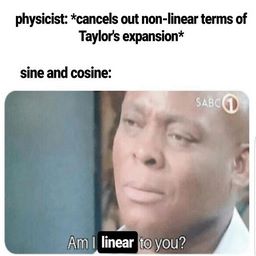 physicist: *cancels out non-linear terms of
Taylor's expansion*
sine and cosine:
SABC 1
Am I linear to you?